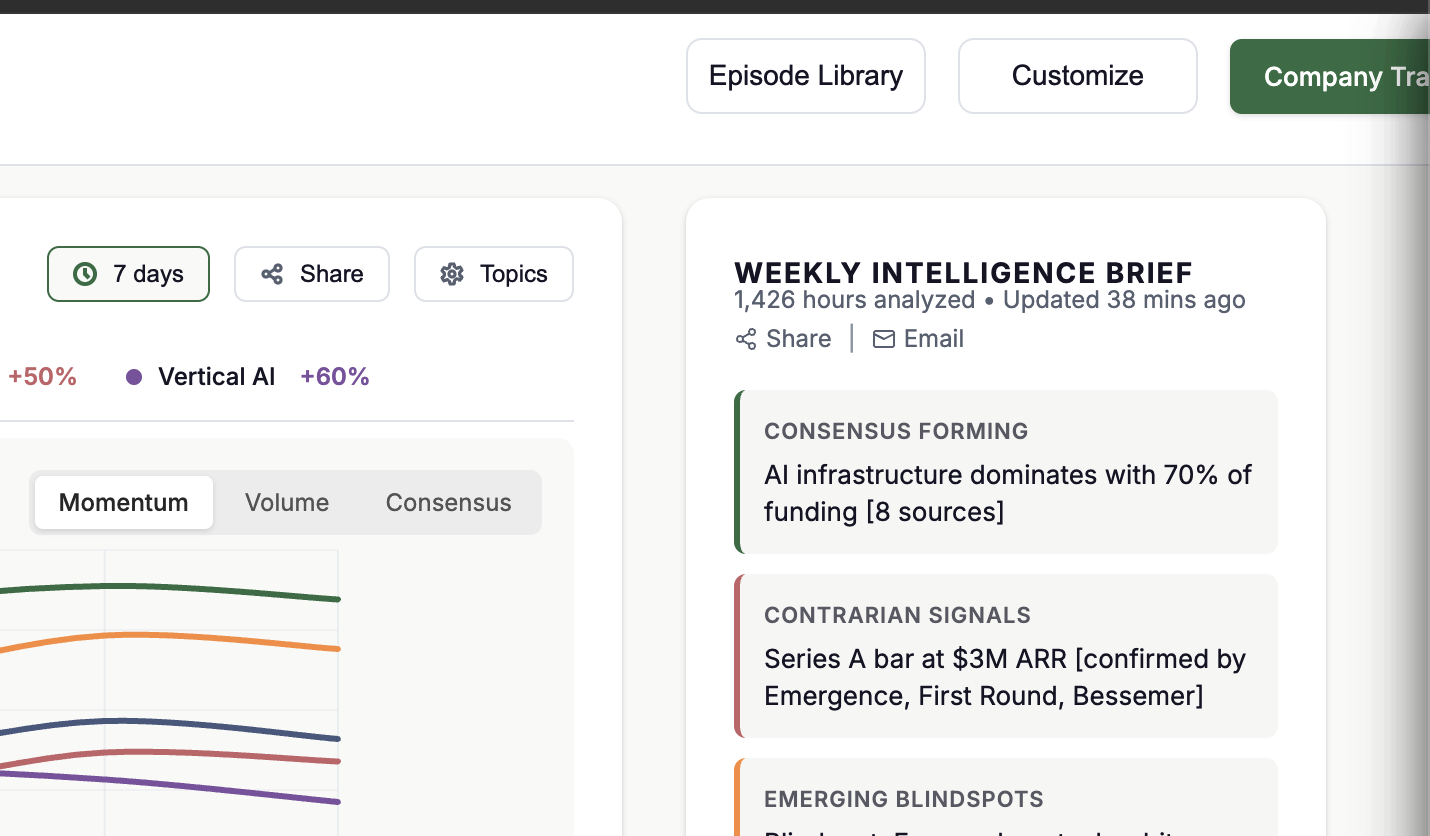 Episode Library
Customize
Company Tra
7 days
Share
Topics
+50%
Vertical AI +60%
Momentum
Volume
Consensus
WEEKLY INTELLIGENCE BRIEF
1,426 hours analyzed • Updated 38 mins ago
Share | Email
CONSENSUS FORMING
AI infrastructure dominates with 70% of
funding [8 sources]
CONTRARIAN SIGNALS
Series A bar at $3M ARR [confirmed by
Emergence, First Round, Bessemer]
EMERGING BLINDSPOTS